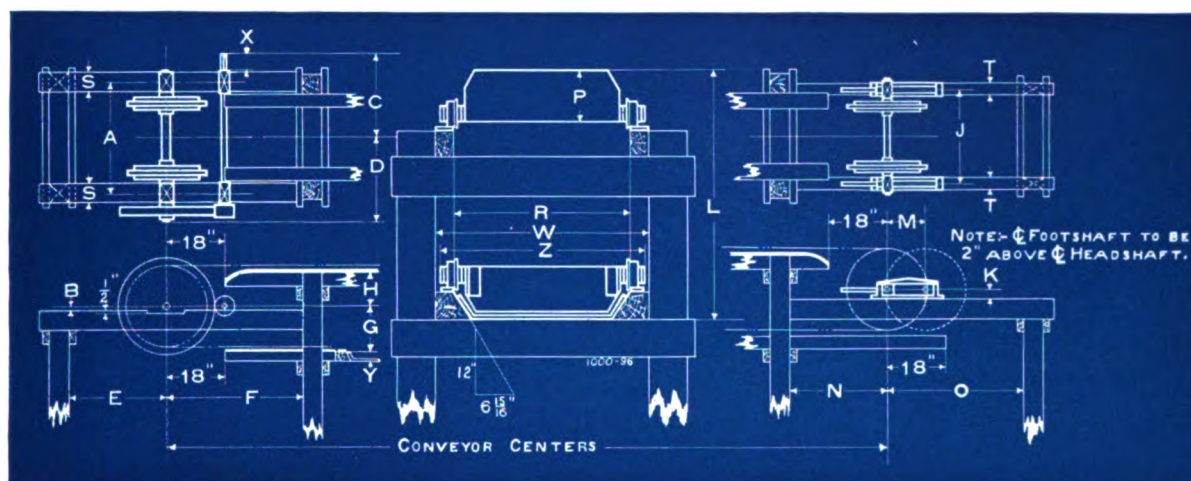 X
S
C
A
D
S
18"
B
1/2"
H
G
18"
Y
E
F
P
L
R
W
Z
1000-96
12"
6 15/16"
T
J
T
18"
M
NOTE:- ℄ FOOTSHAFT TO BE
2" ABOVE ℄ HEADSHAFT.
K
18"
N
O
CONVEYOR CENTERS